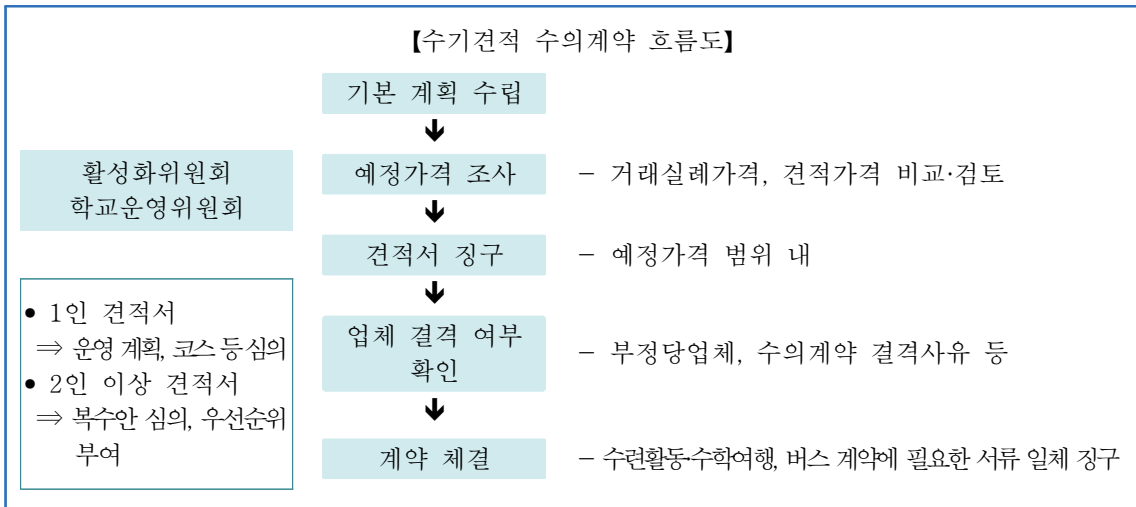 【수기견적 수의계약 흐름도】
기본 계획 수립
활성화위원회
학교운영위원회
예정가격 조사
– 거래실례가격, 견적가격 비교·검토
견적서 징구
– 예정가격 범위 내
• 1인 견적서
⇒ 운영 계획, 코스 등 심의
• 2인 이상 견적서
⇒ 복수안 심의, 우선순위
부여
업체 결격 여부
확인
– 부정당업체, 수의계약 결격사유 등
계약 체결
– 수련활동·수학여행, 버스 계약에 필요한 서류 일체 징구